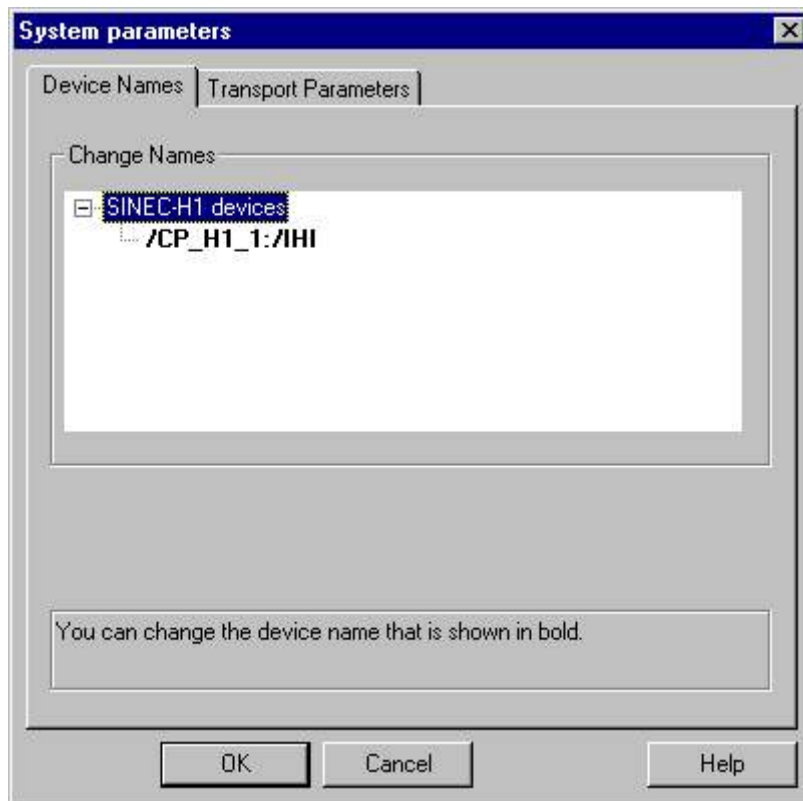 System parameters
Device Names
Transport Parameters
Change Names
SINEC-H1 devices
/CP_H1_1:/IHI
You can change the device name that is shown in bold.
OK
Cancel
Help